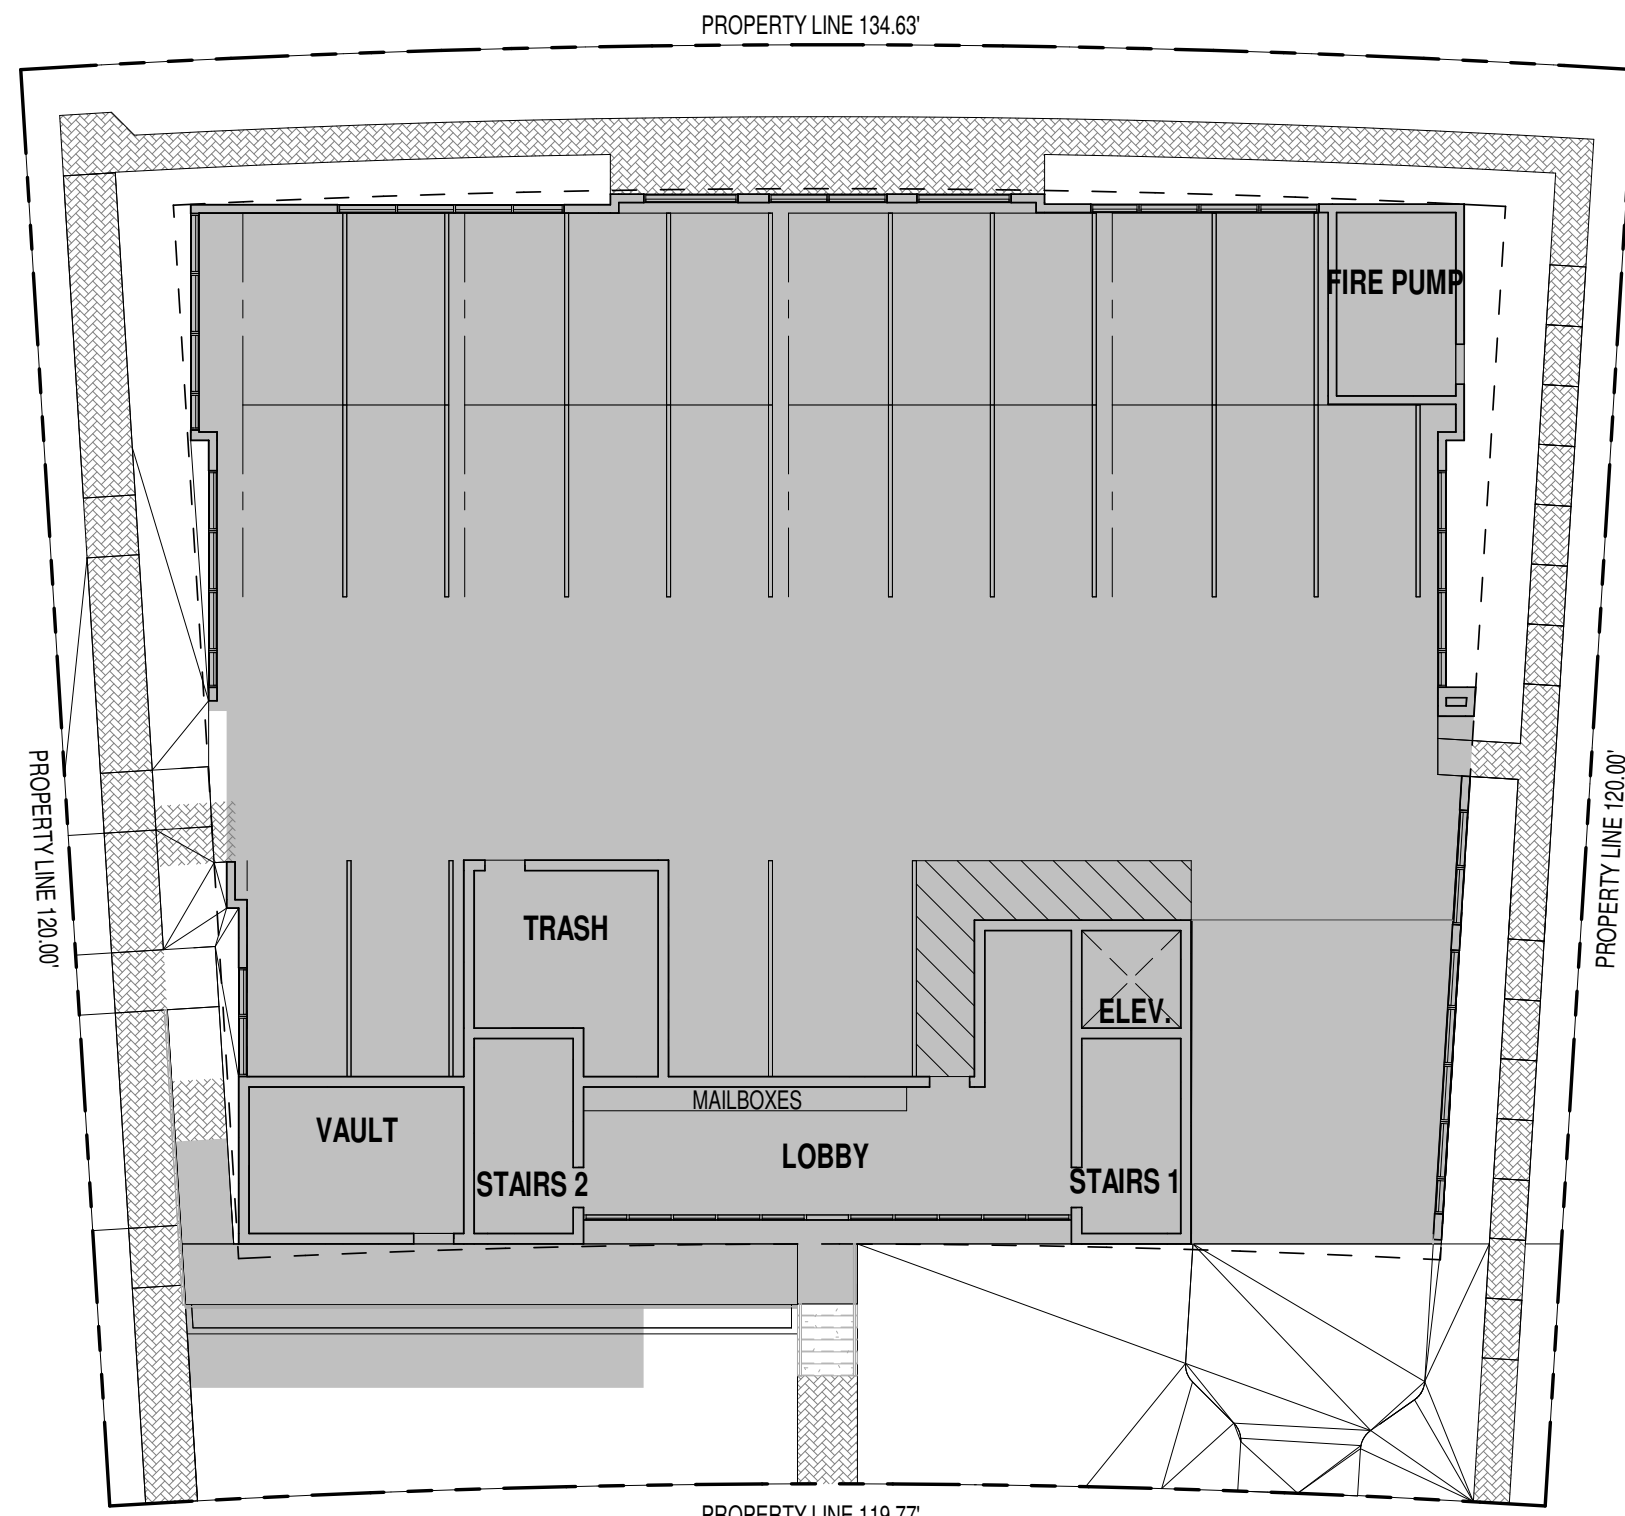 PROPERTY LINE 134.63'
FIRE PUMP
PROPERTY LINE 120.00'
PROPERTY LINE 120.00'
TRASH
ELEV.
MAILBOXES
VAULT
LOBBY
STAIRS 2
STAIRS 1
PROPERTY LINE 119.77'